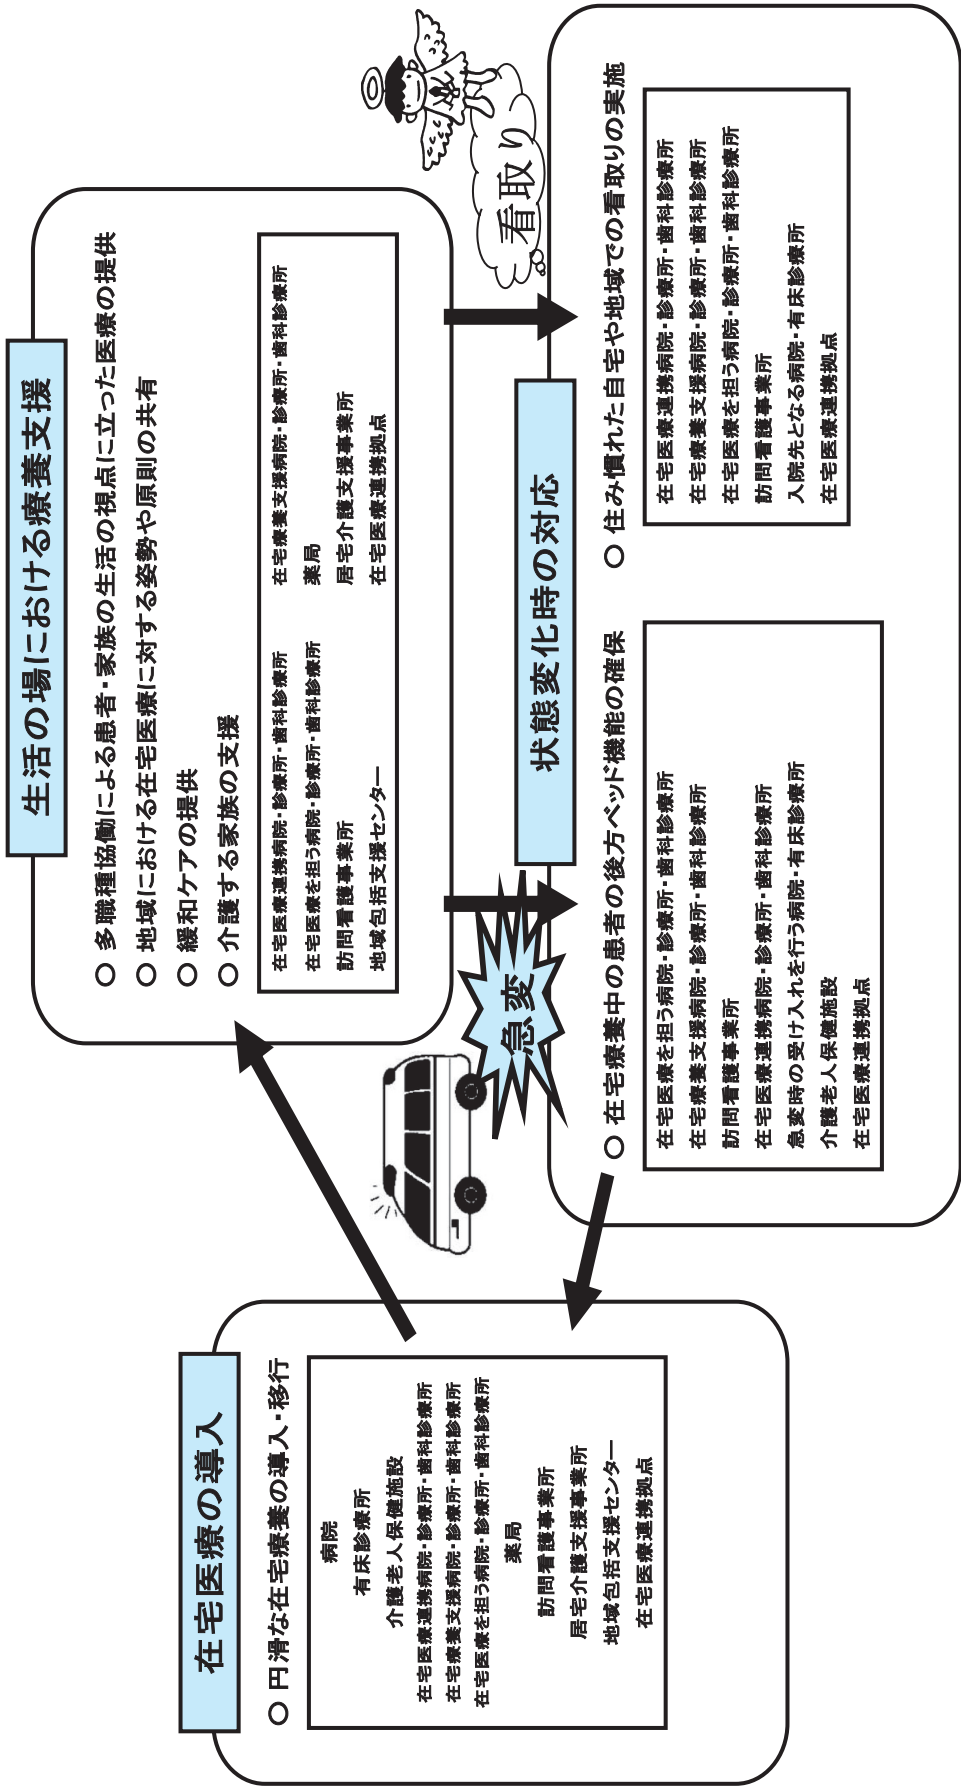 在宅医療の導入
○ 円滑な在宅療養の導入・移行
病院
有床診療所
介護老人保健施設
在宅医療連携病院・診療所・歯科診療所
在宅療養支援病院・診療所・歯科診療所
在宅医療を担う病院・診療所・歯科診療所
薬局
訪問看護事業所
居宅介護支援事業所
地域包括支援センター
在宅医療連携拠点
生活の場における療養支援
○ 多職種協働による患者・家族の生活の視点に立った医療の提供
○ 地域における在宅医療に対する姿勢や原則の共有
○ 緩和ケアの提供
○ 介護する家族の支援
在宅医療連携病院・診療所・歯科診療所
在宅医療を担う病院・診療所・歯科診療所
訪問看護事業所
地域包括支援センター
在宅療養支援病院・診療所・歯科診療所
薬局
居宅介護支援事業所
在宅医療連携拠点
急変
看取り
状態変化時の対応
○ 在宅療養中の患者の後方ベッド機能の確保
在宅医療を担う病院・診療所・歯科診療所
在宅療養支援病院・診療所・歯科診療所
訪問看護事業所
在宅医療連携病院・診療所・歯科診療所
急変時の受け入れを行う病院・有床診療所
介護老人保健施設
在宅医療連携拠点
○ 住み慣れた自宅や地域での看取りの実施
在宅医療連携病院・診療所・歯科診療所
在宅療養支援病院・診療所・歯科診療所
在宅医療を担う病院・診療所・歯科診療所
訪問看護事業所
入院先となる病院・有床診療所
在宅医療連携拠点